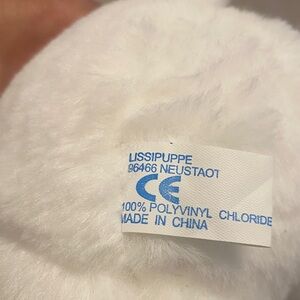 LISSIPUPPE
96466 NEUSTAOT
CE
100% POLYVINYL CHLORIDE
MADE IN CHINA